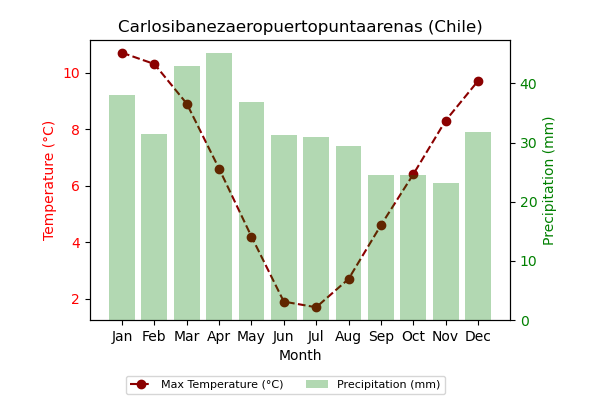 Carlosibanezaeropuertopuntaarenas (Chile)
10
8
6
4
2
Temperature (°C)
40
30
20
10
0
Precipitation (mm)
Jan Feb Mar Apr May Jun Jul Aug Sep Oct Nov Dec
Month
Max Temperature (°C) Precipitation (mm)